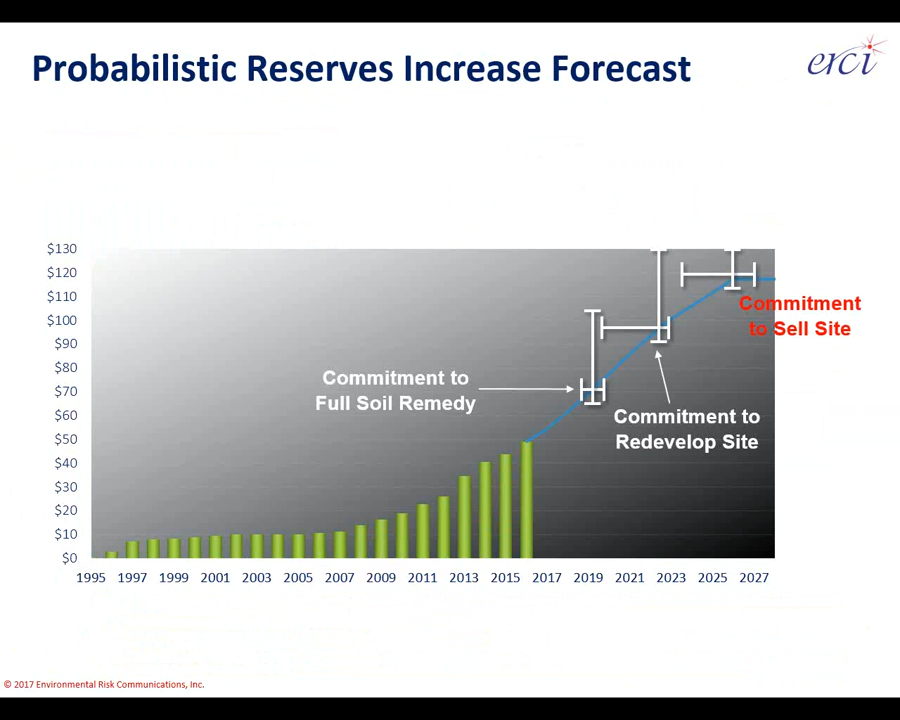 Probabilistic Reserves Increase Forecast
erci
$130
$120
$110
$100
$90
$80
$70
$60
$50
$40
$30
$20
$10
$0
Commitment to
Full Soil Remedy
Commitment to
Redevelop Site
Commitment
to Sell Site
1995 1997 1999 2001 2003 2005 2007 2009 2011 2013 2015 2017 2019 2021 2023 2025 2027
© 2017 Environmental Risk Communications, Inc.